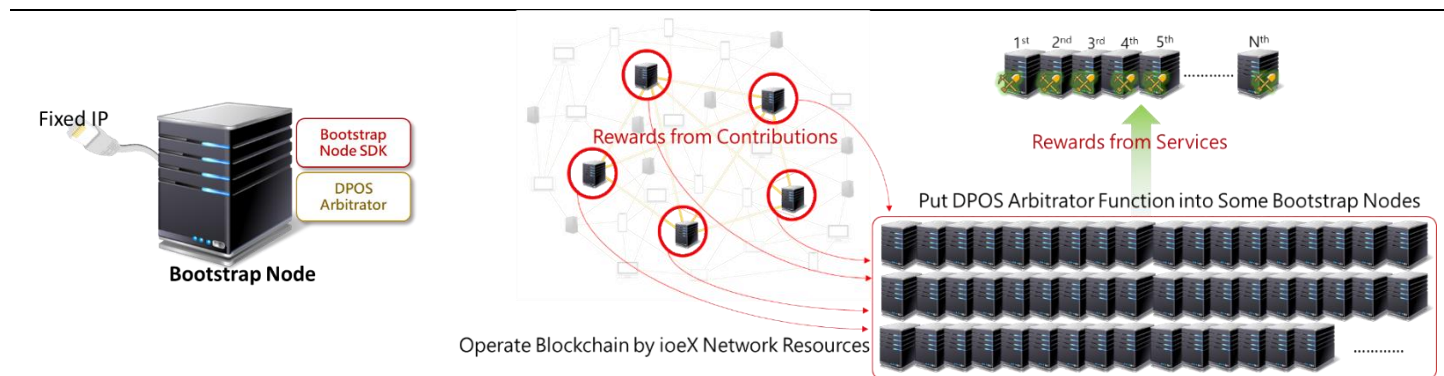 Fixed IP
Bootstrap
Node SDK
DPOS
Arbitrator
Bootstrap Node
Rewards from Contributions
1st 2nd 3rd 4th 5th ............ Nth
Rewards from Services
Put DPOS Arbitrator Function into Some Bootstrap Nodes
............
Operate Blockchain by ioeX Network Resources